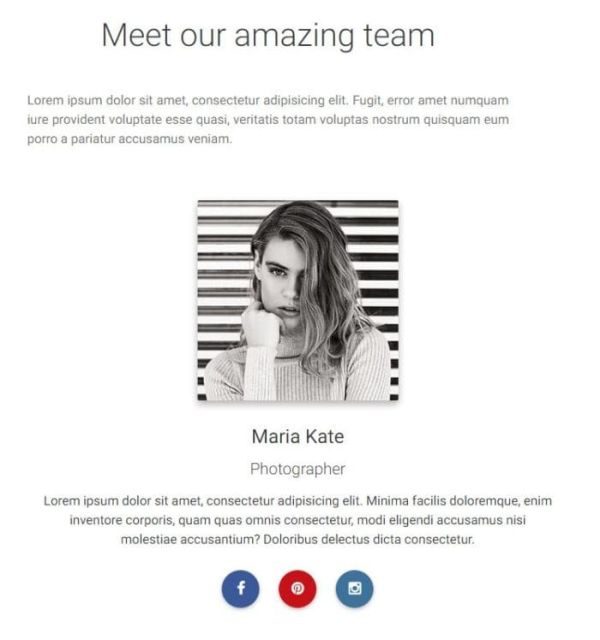 Meet our amazing team
Lorem ipsum dolor sit amet, consectetur adipisicing elit. Fugit, error amet numquam
iure provident voluptate esse quasi, veritatis totam voluptas nostrum quisquam eum
porro a pariatur accusamus veniam.
Maria Kate
Photographer
Lorem ipsum dolor sit amet, consectetur adipisicing elit. Minima facilis doloremque, enim
inventore corporis, quam quas omnis consectetur, modi eligendi accusamus nisi
molestiae accusantium? Doloribus delectus dicta consectetur.